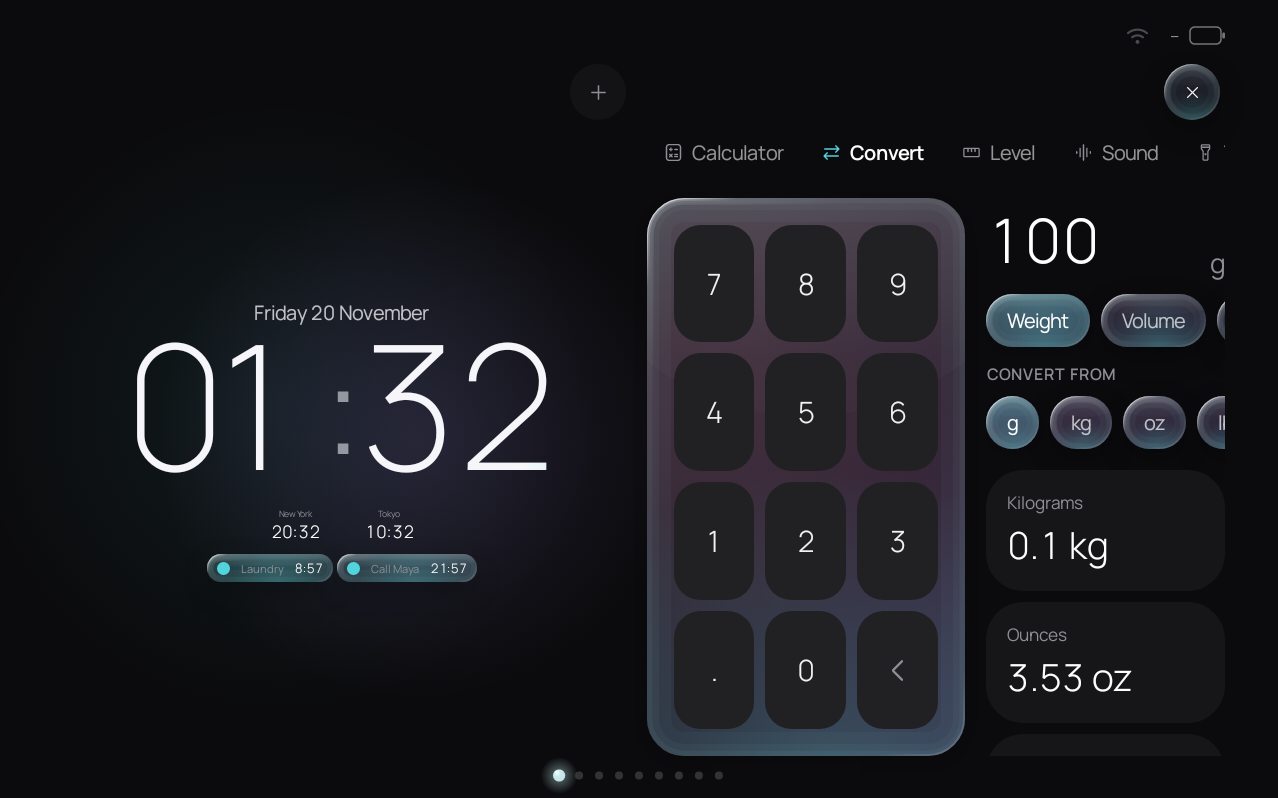 Calculator
Convert
Level
Sound
Friday 20 November
01:32
New York
20:32
Tokyo
10:32
Laundry 8:57
Call Maya 21:57
7 8 9
4 5 6
1 2 3
. 0
100
g
Weight
Volume
CONVERT FROM
g
kg
oz
Kilograms
0.1 kg
Ounces
3.53 oz